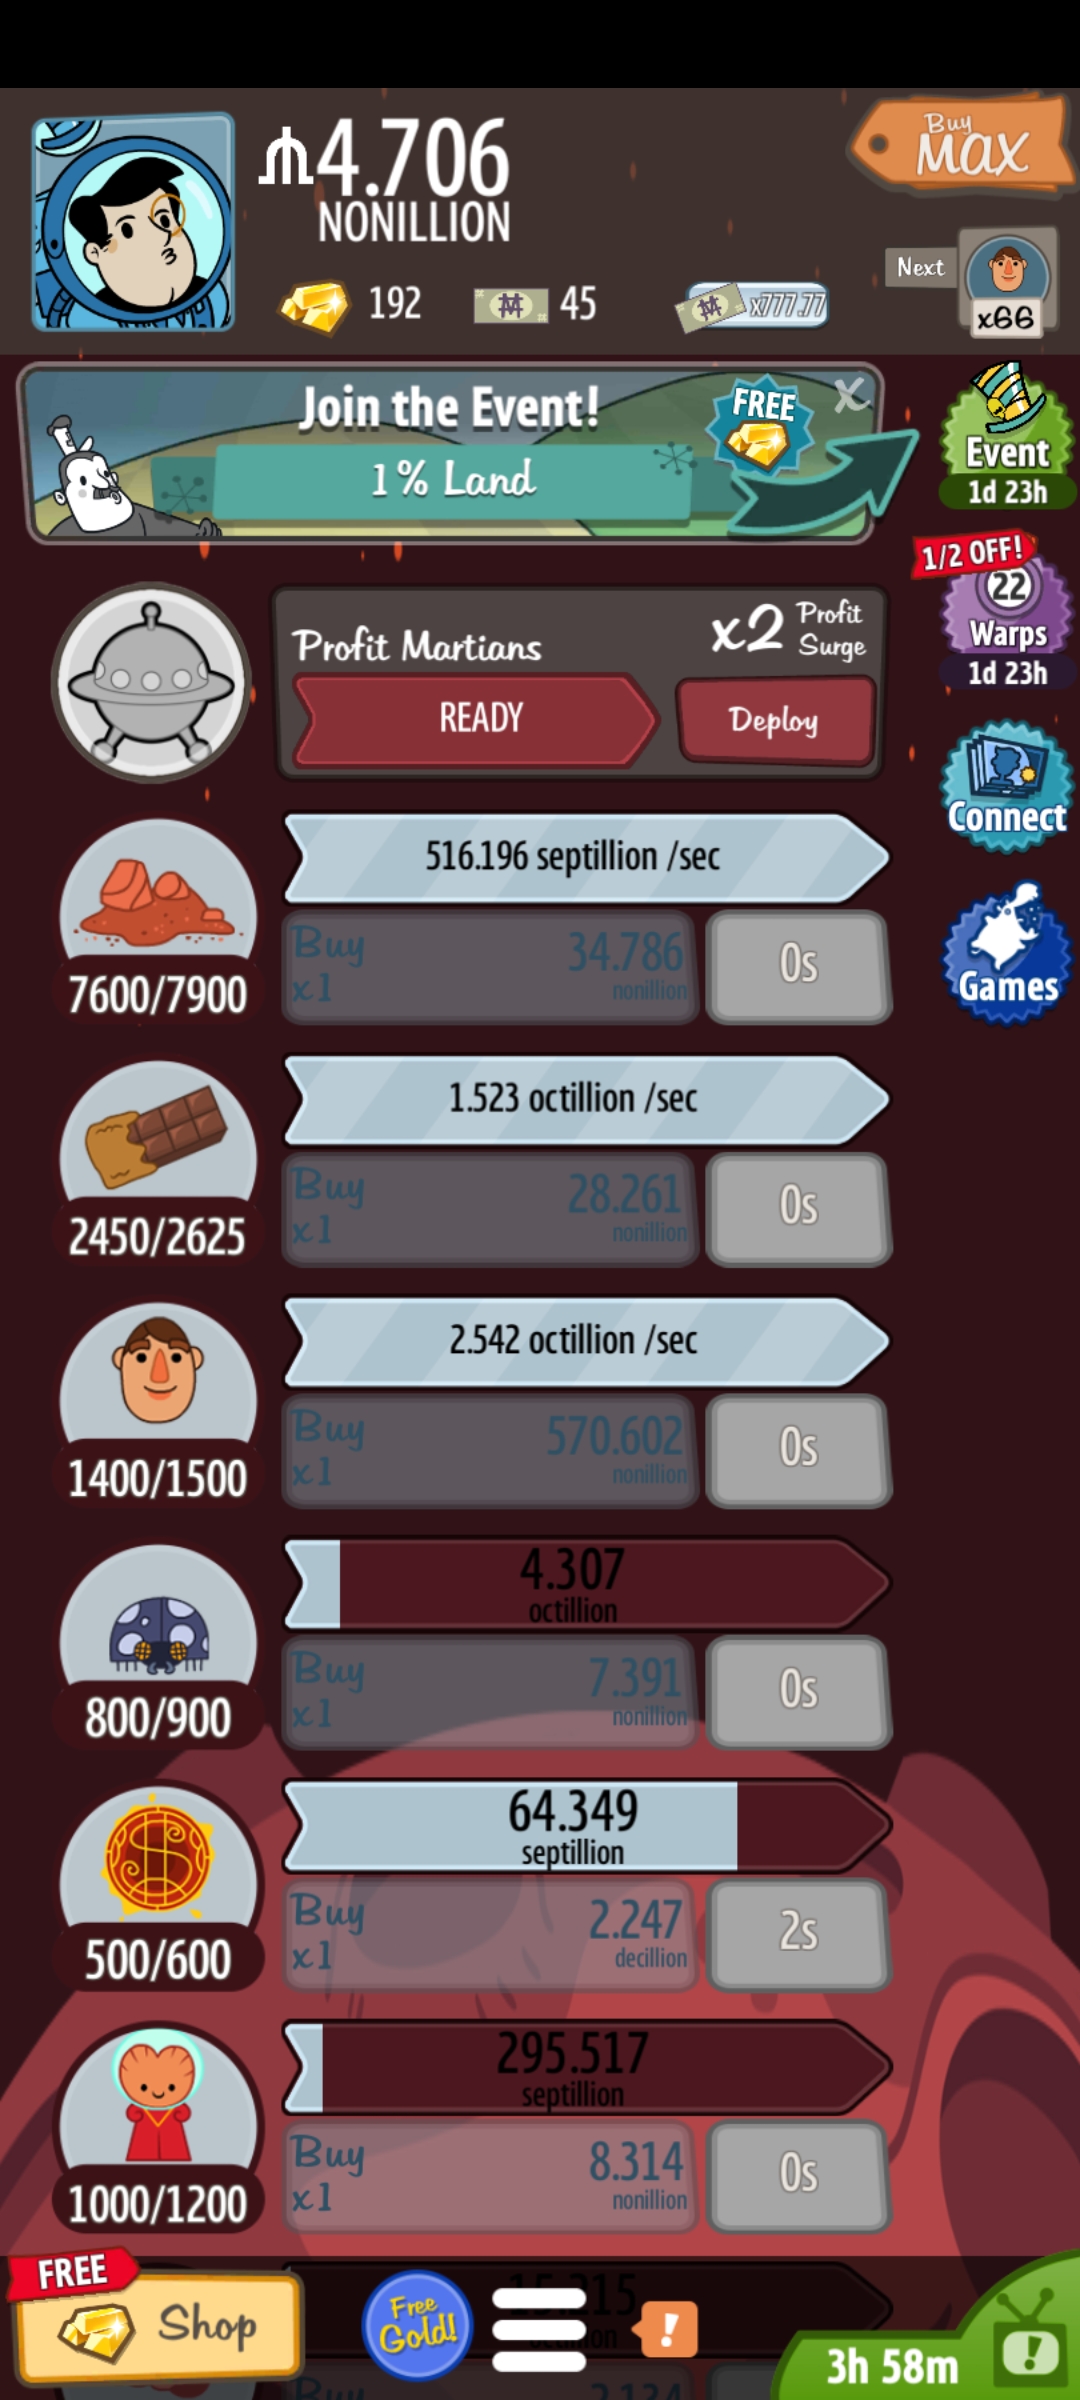 ₼4.706
NONILLION
Buy
MAX
192
45
x777.77
Next
x66
Join the Event!
1% Land
FREE
X
Event
1d 23h
Profit Martians
x2 Profit
Surge
READY
Deploy
1/2 OFF!
22
Warps
1d 23h
Connect
Games
516.196 septillion /sec
7600/7900
Buy
x1
34.786
nonillion
0s
1.523 octillion /sec
2450/2625
Buy
x1
28.261
nonillion
0s
2.542 octillion /sec
1400/1500
Buy
x1
570.602
nonillion
0s
4.307
octillion
800/900
Buy
x1
7.391
nonillion
0s
64.349
septillion
500/600
Buy
x1
2.247
decillion
2s
295.517
septillion
1000/1200
Buy
x1
8.314
nonillion
0s
FREE
Shop
Free
Gold!
!
3h 58m
!
Buy